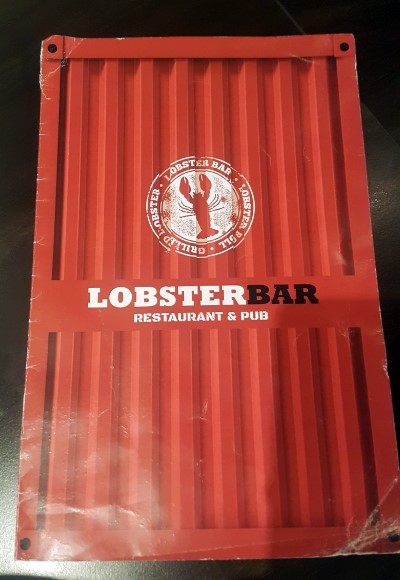 LOBSTER BAR • LOBSTER ROLL • GRILLED LOBSTER •
LOBSTERBAR
RESTAURANT & PUB